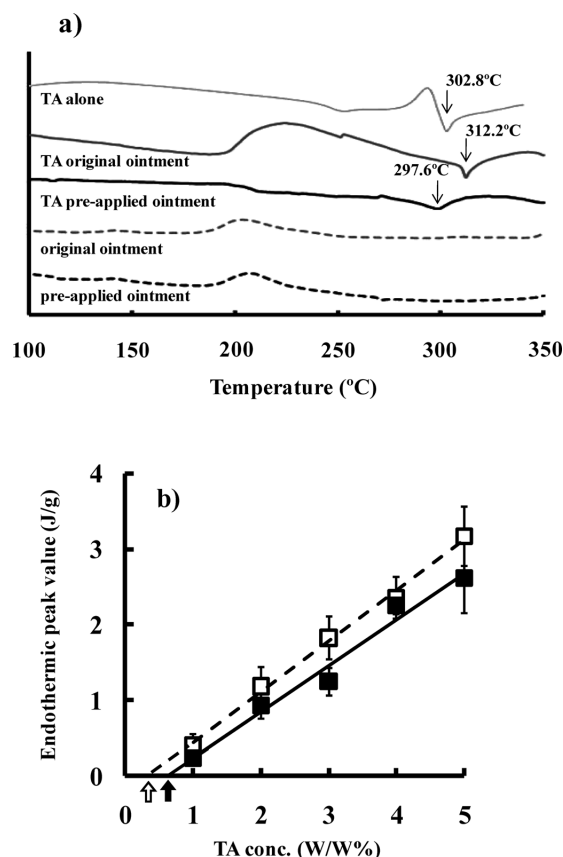 a)
302.8ºC
TA alone
312.2ºC
TA original ointment
297.6ºC
TA pre-applied ointment
original ointment
pre-applied ointment
100 150 200 250 300 350
Temperature (ºC)
b)
Endothermic peak value (J/g)
4
3
2
1
0
0 1 2 3 4 5
TA conc. (W/W%)